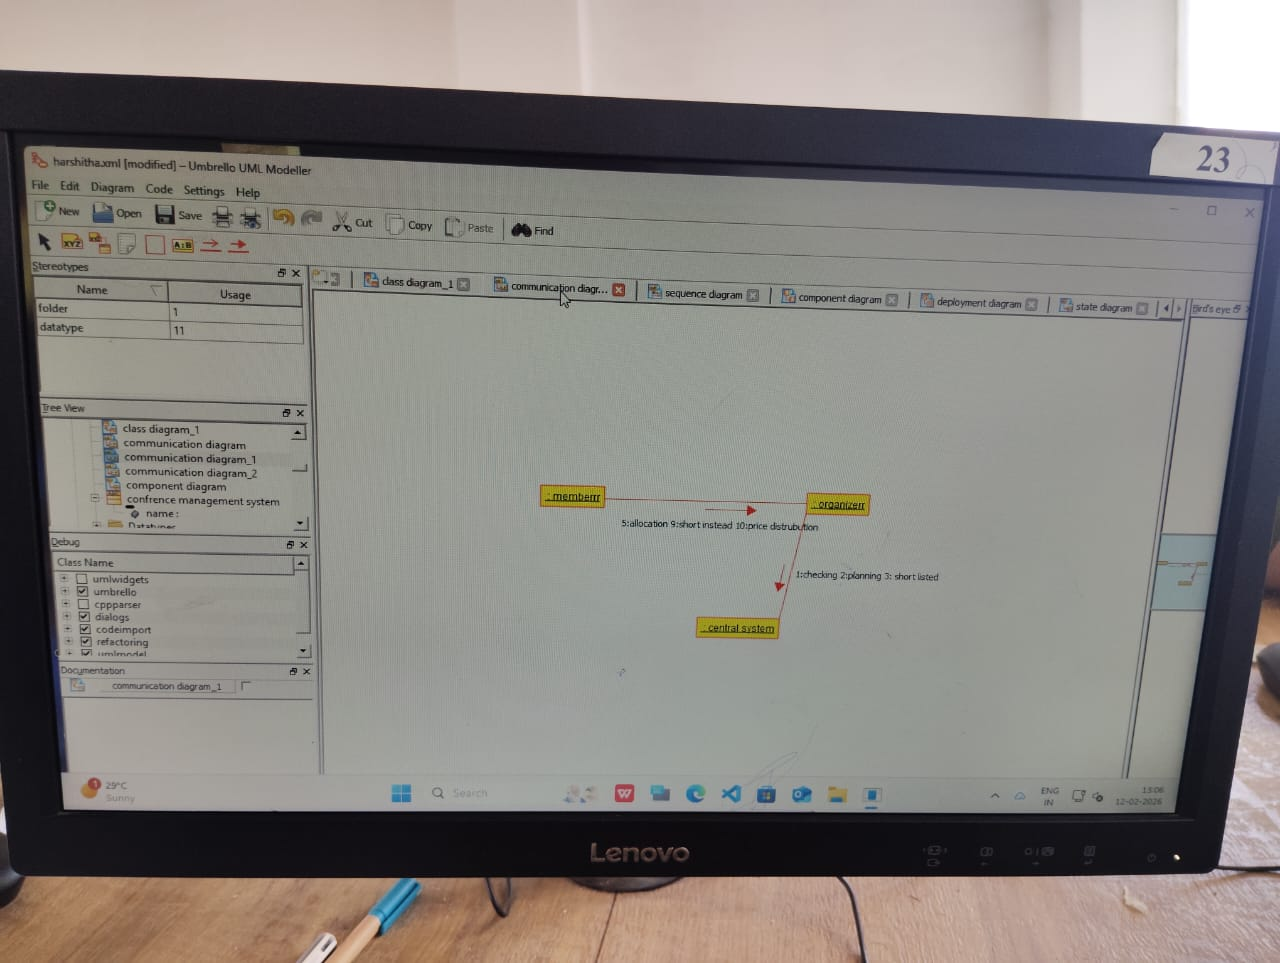 23
harshitha.xml [modified] – Umbrello UML Modeller
File Edit Diagram Code Settings Help
New Open Save Cut Copy Paste Find
XYZ A:B
Stereotypes
Name Usage
folder 1
datatype 11
class diagram_1 communication diagr... sequence diagram component diagram deployment diagram state diagram
Bird's eye
Tree View
class diagram_1
communication diagram
communication diagram_1
communication diagram_2
component diagram
confrence management system
name :
Datatypes
Debug
Class Name
umlwidgets
umbrello
cppparser
dialogs
codeimport
refactoring
umlmodel
Documentation
communication diagram_1
: memberrr
: organizerr
5:allocation 9:short instead 10:price distrubution
1:checking 2:planning 3: short listed
: central system
1
29°C
Sunny
Search
ENG
IN
13:06
12-02-2026
Lenovo